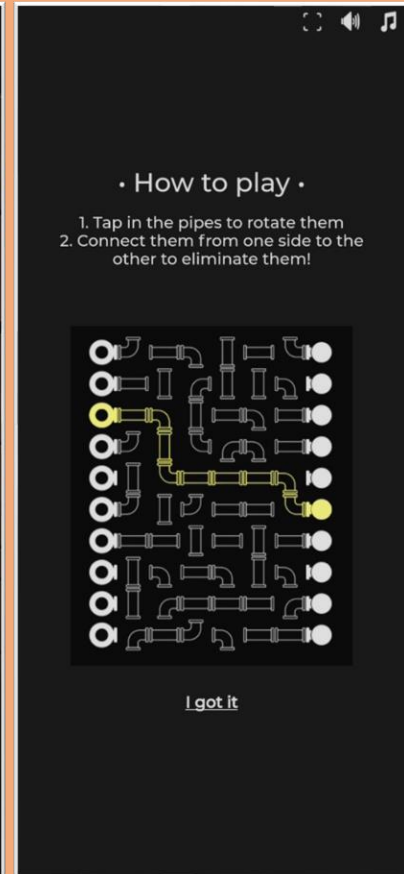 • How to play •
1. Tap in the pipes to rotate them
2. Connect them from one side to the
other to eliminate them!
I got it